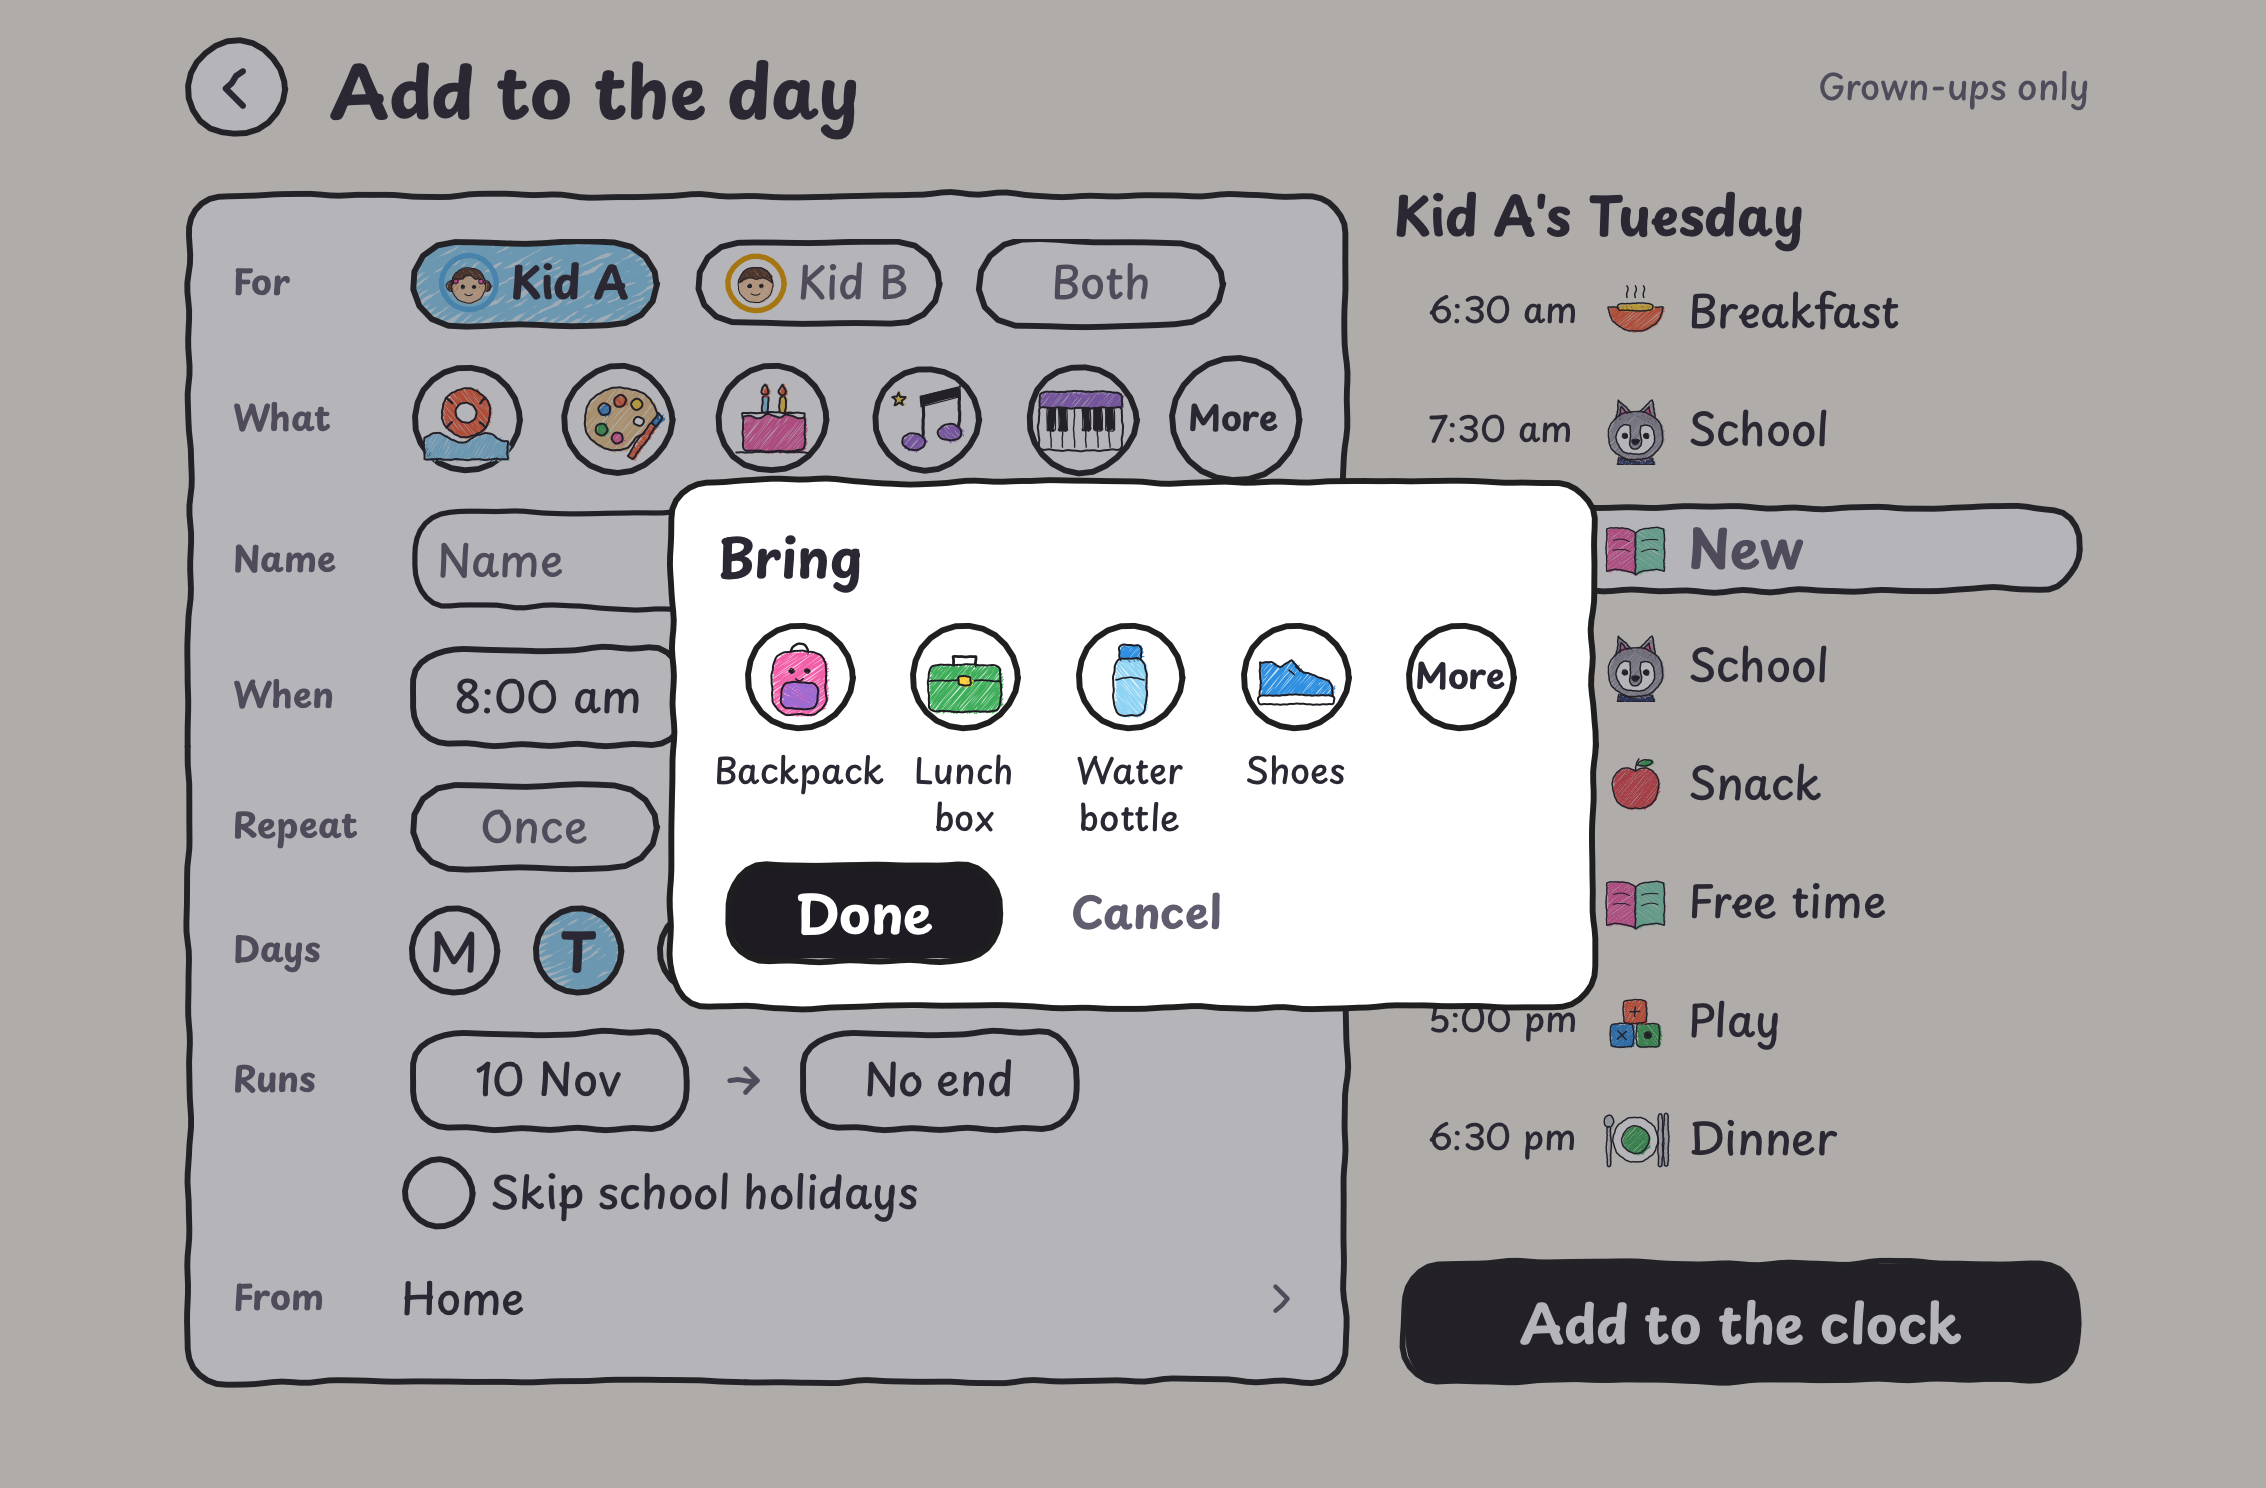 Add to the day
Grown-ups only
For
Kid A
Kid B
Both
What
More
Name
Name
When
8:00 am
Repeat
Once
Days
M
T
Runs
10 Nov
No end
Skip school holidays
From
Home
Bring
Backpack
Lunch
box
Water
bottle
Shoes
More
Done
Cancel
Kid A's Tuesday
6:30 am
Breakfast
7:30 am
School
New
School
Snack
Free time
5:00 pm
Play
6:30 pm
Dinner
Add to the clock